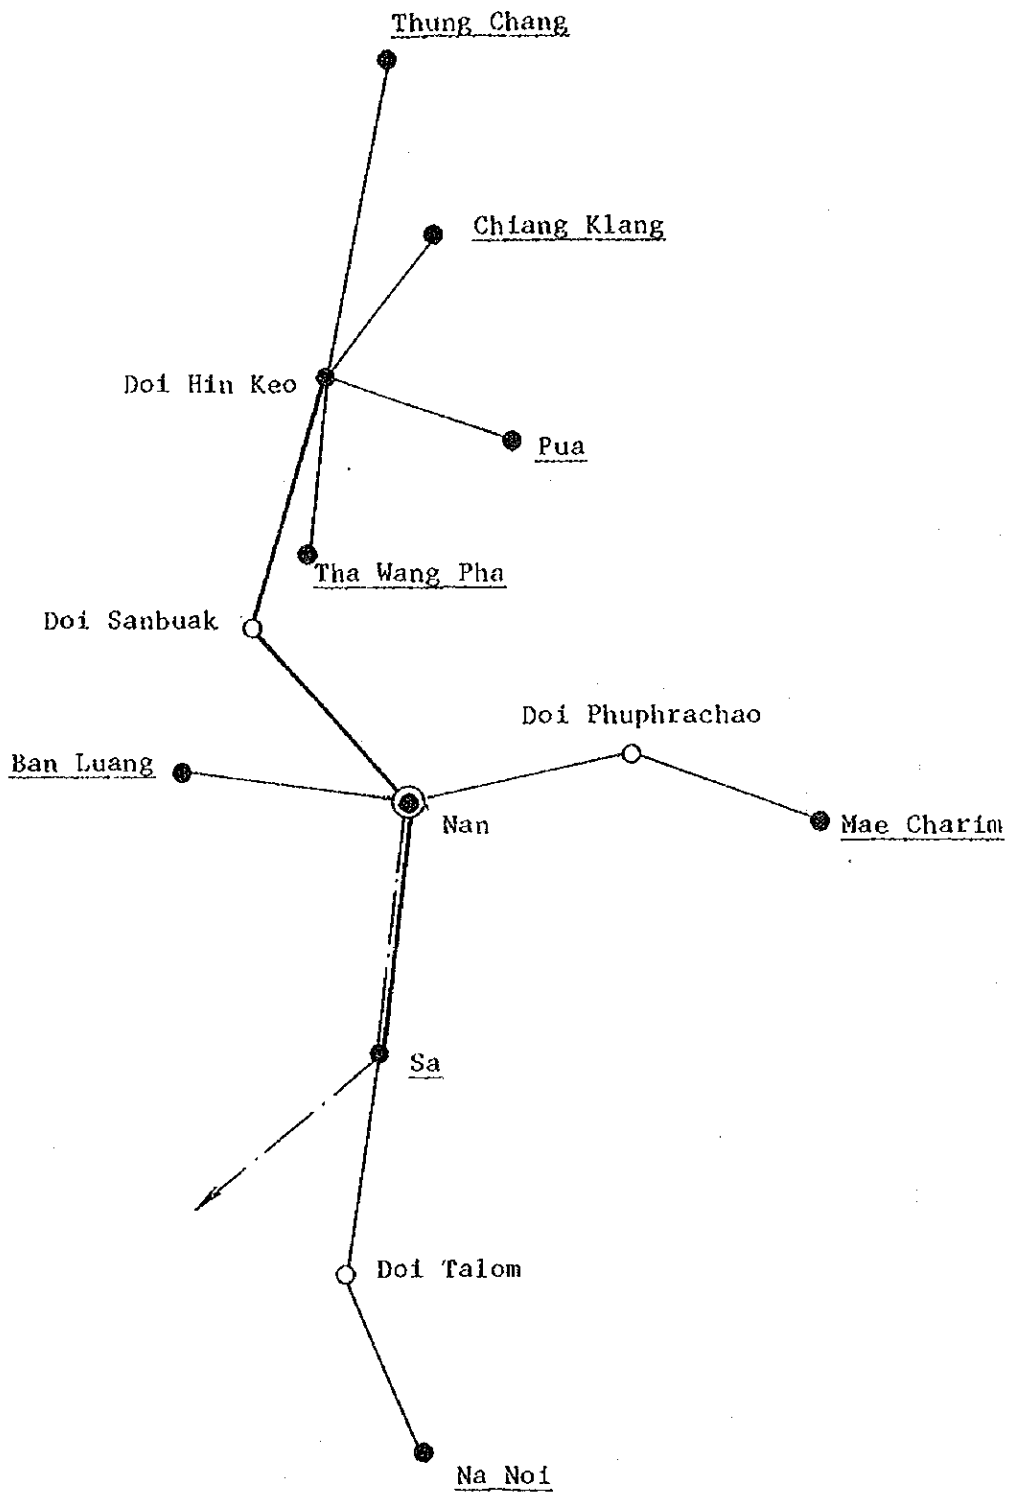 Thung Chang
Chiang Klang
Doi Hin Keo
Pua
Tha Wang Pha
Doi Sanbuak
Doi Phuphrachao
Ban Luang
Nan
Mae Charim
Sa
Doi Talom
Na Noi